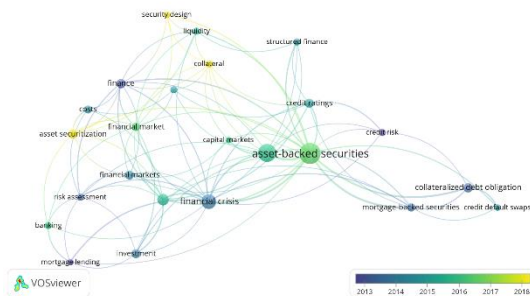 security design
liquidity
structured finance
collateral
finance
costs
credit ratings
asset securitization
financial market
credit risk
capital markets
asset-backed securities
financial markets
collateralized debt obligation
risk assessment
financial crisis
mortgage-backed securities
credit default swaps
banking
investment
mortgage lending
VOSviewer
2013 2014 2015 2016 2017 2018